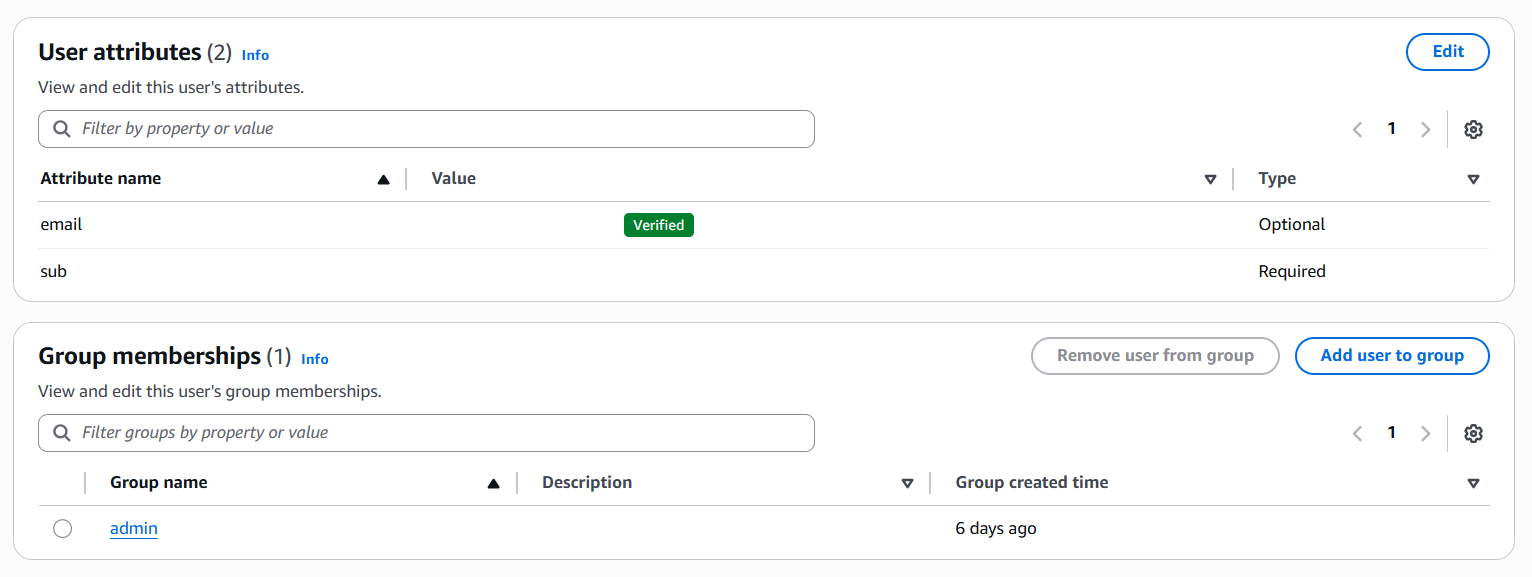 User attributes (2) Info
Edit
View and edit this user's attributes.
Filter by property or value
1
Attribute name Value Type
email Verified Optional
sub Required
Group memberships (1) Info
Remove user from group Add user to group
View and edit this user's group memberships.
Filter groups by property or value
1
Group name Description Group created time
admin 6 days ago